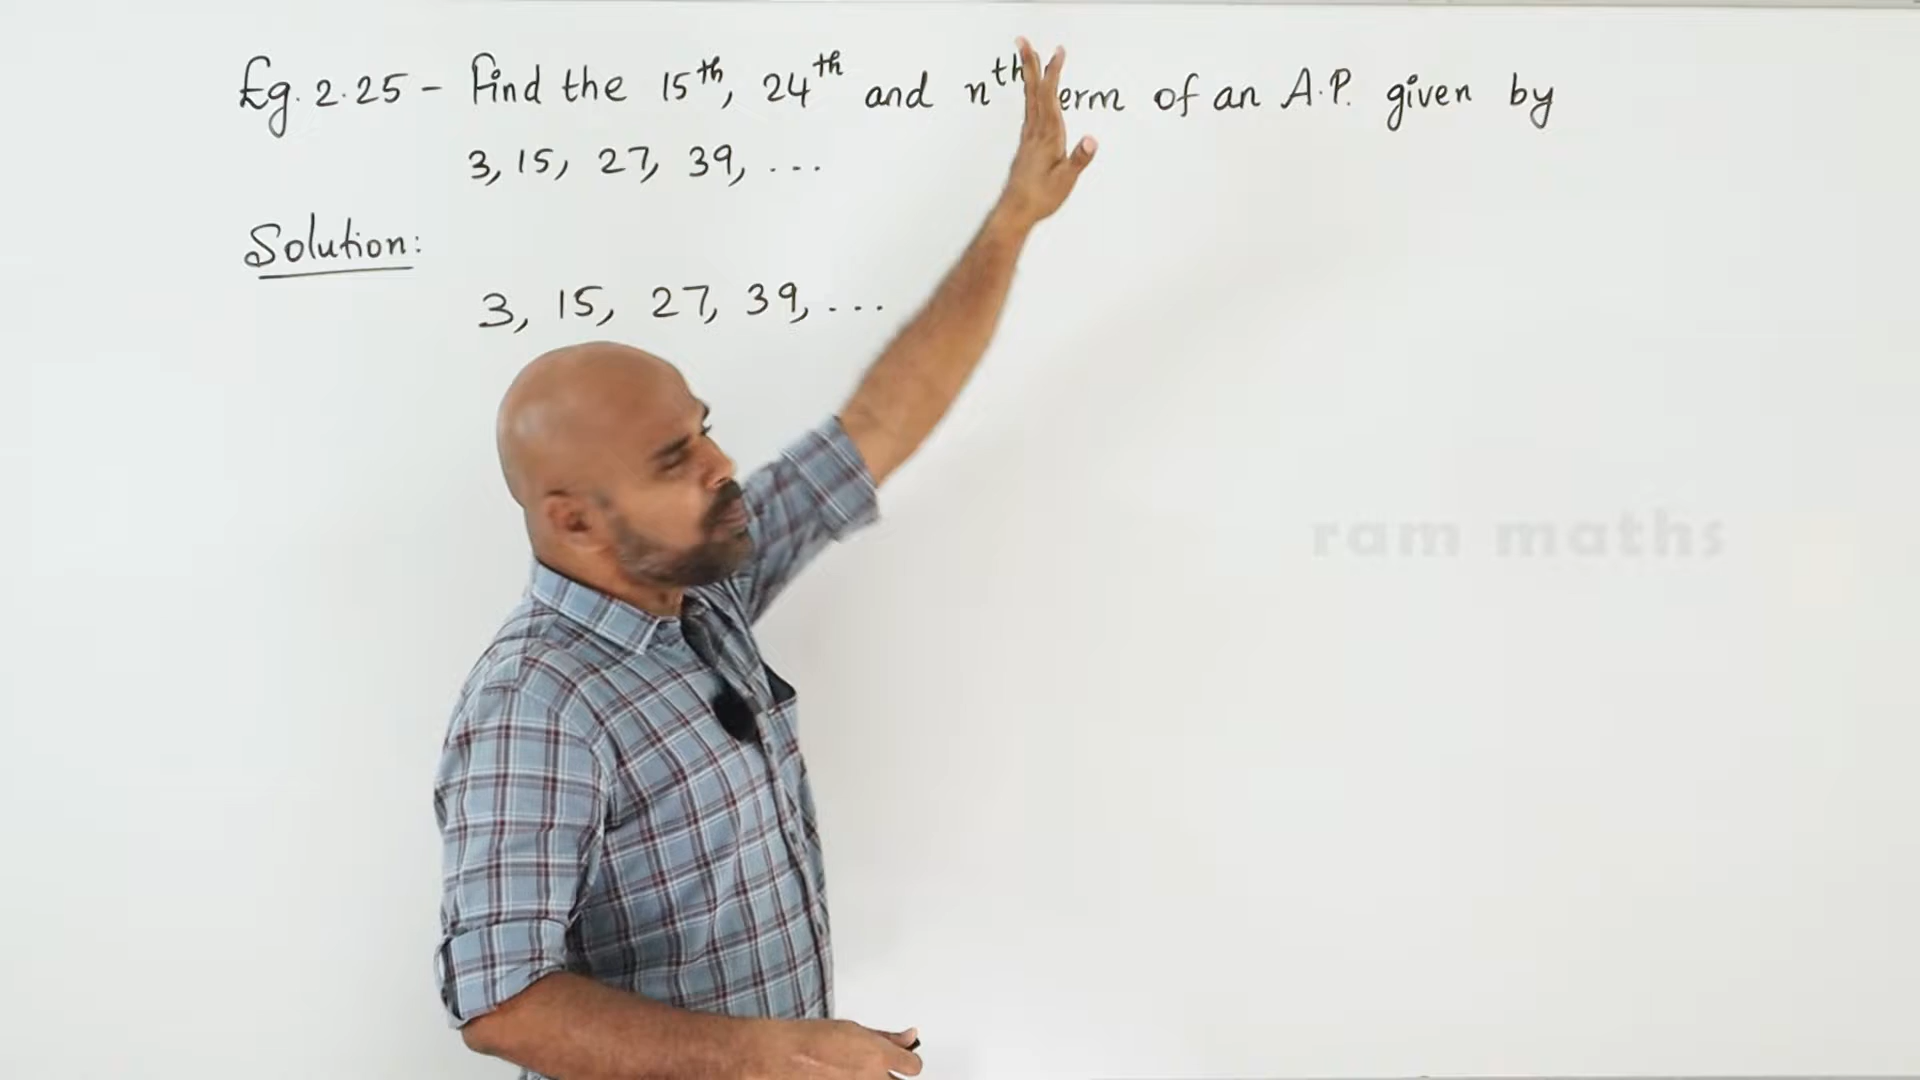 Eg. 2.25 - Find the 15th, 24th and nth erm of an A.P. given by
3, 15, 27, 39, ...
Solution:
3, 15, 27, 39, ...
ram maths